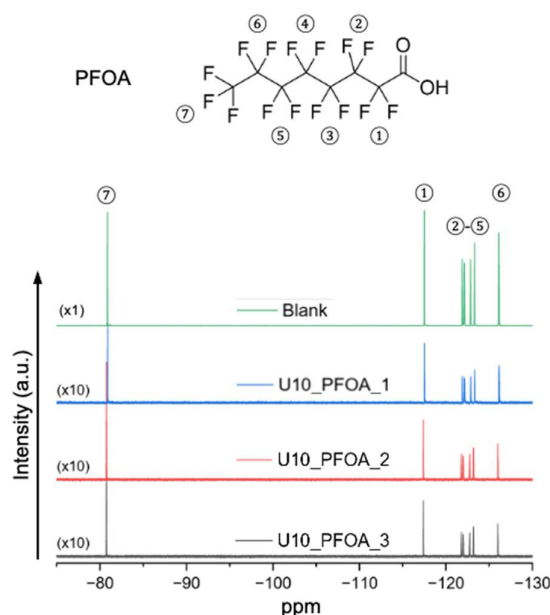 ⑥ ④ ②
F F F F F F O
PFOA F OH
F
F F F F F F F
⑦ ⑤ ③ ①
⑦ ① ②-⑤ ⑥
(x1) Blank
(x10) U10_PFOA_1
(x10) U10_PFOA_2
(x10) U10_PFOA_3
Intensity (a.u.)
−80 −90 −100 −110 −120 −130
ppm